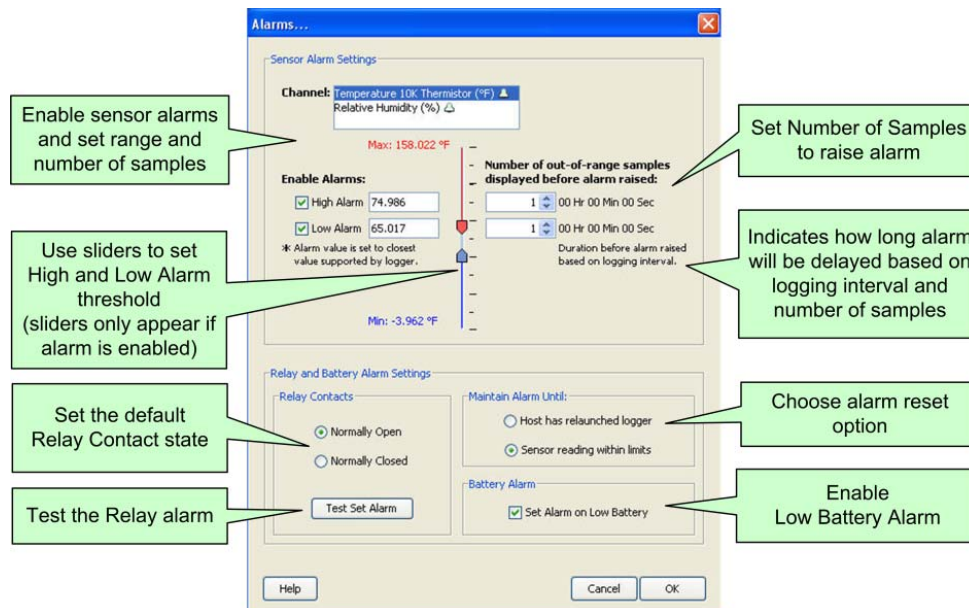 Alarms...
Sensor Alarm Settings
Channel:
Temperature 10K Thermistor (°F)
Relative Humidity (%)
Max: 158.022 °F
Enable Alarms:
High Alarm 74.986
Low Alarm 65.017
* Alarm value is set to closest
value supported by logger.
Min: -3.962 °F
Number of out-of-range samples
displayed before alarm raised:
1 00 Hr 00 Min 00 Sec
1 00 Hr 00 Min 00 Sec
Duration before alarm raised
based on logging interval.
Relay and Battery Alarm Settings
Relay Contacts
Normally Open
Normally Closed
Test Set Alarm
Maintain Alarm Until:
Host has relaunched logger
Sensor reading within limits
Battery Alarm
Set Alarm on Low Battery
Help
Cancel
OK
Enable sensor alarms
and set range and
number of samples
Use sliders to set
High and Low Alarm
threshold
(sliders only appear if
alarm is enabled)
Set the default
Relay Contact state
Test the Relay alarm
Set Number of Samples
to raise alarm
Indicates how long alarm
will be delayed based on
logging interval and
number of samples
Choose alarm reset
option
Enable
Low Battery Alarm